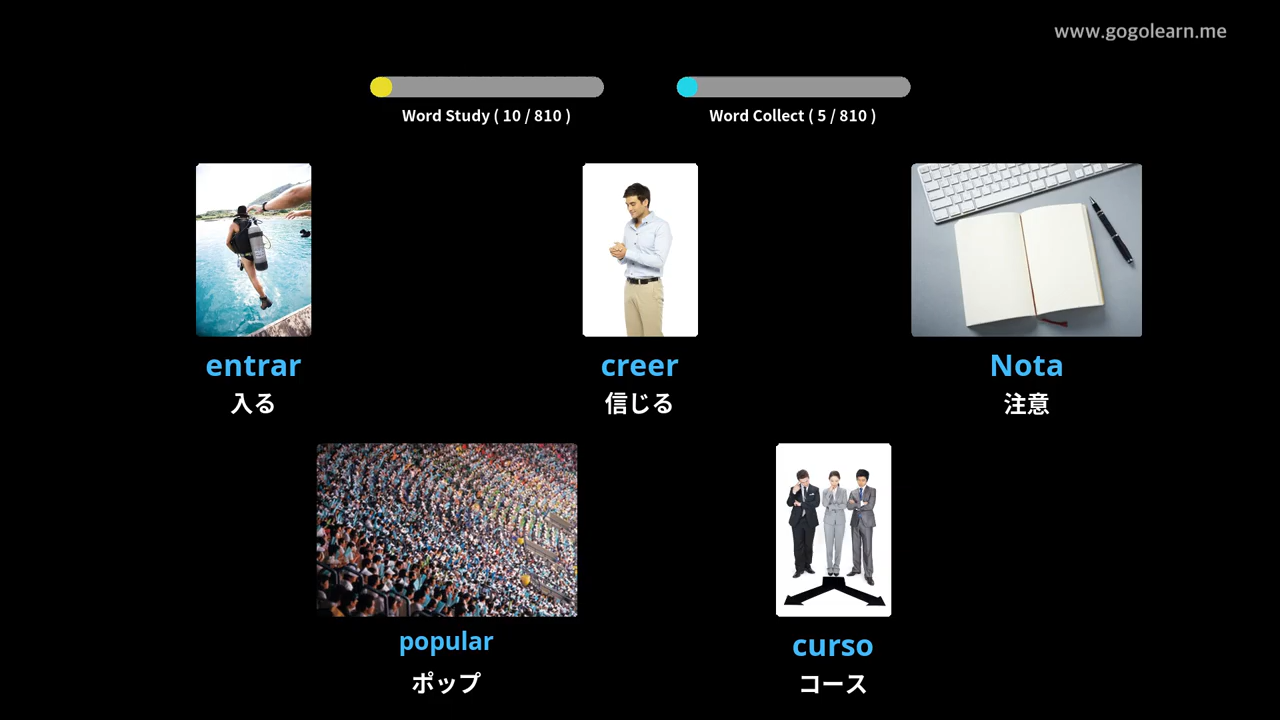 www.gogolearn.me
Word Study ( 10 / 810 )
Word Collect ( 5 / 810 )
entrar
入る
creer
信じる
Nota
注意
popular
ポップ
curso
コース